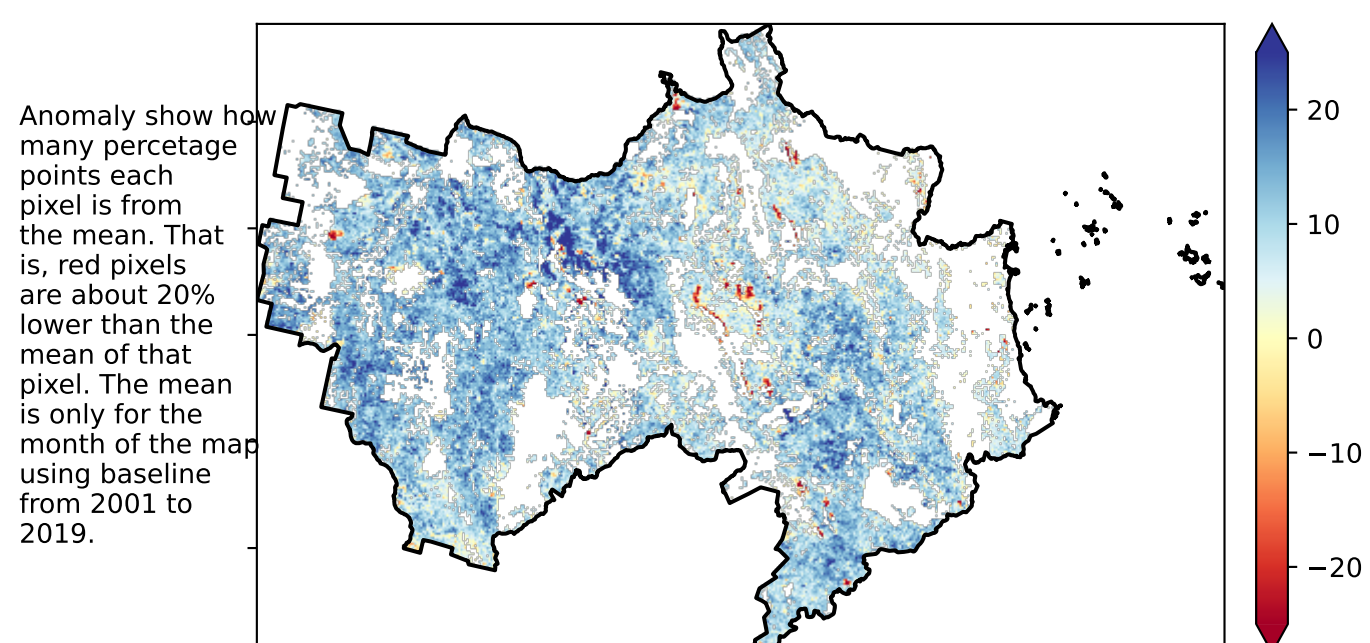 Anomaly show how
many percetage
points each
pixel is from
the mean. That
is, red pixels
are about 20%
lower than the
mean of that
pixel. The mean
is only for the
month of the map
using baseline
from 2001 to
2019.
20
10
0
−10
−20